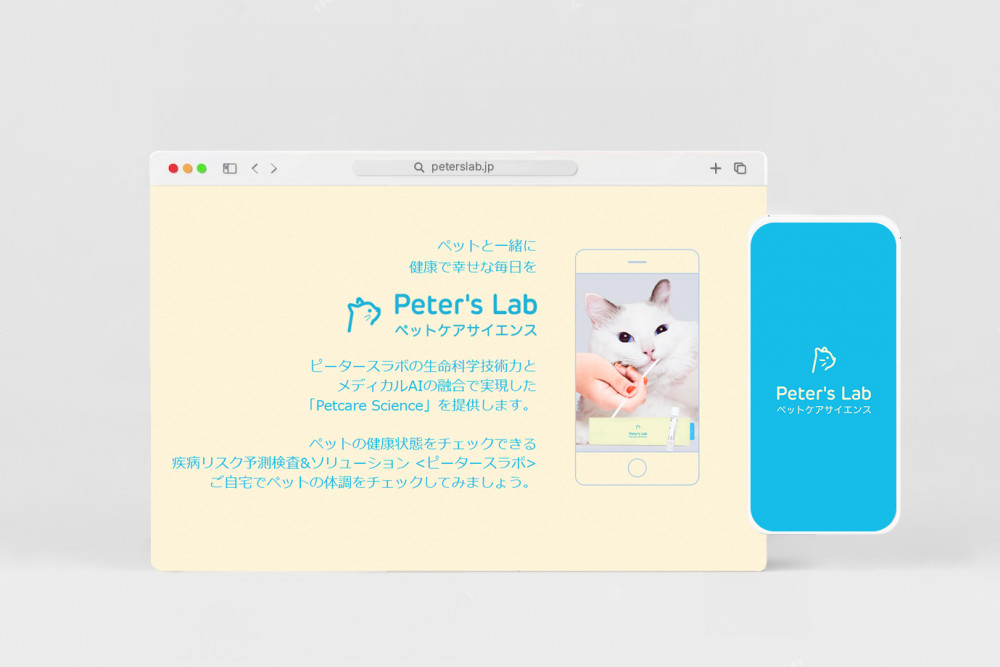 peterslab.jp
ペットと一緒に
健康で幸せな毎日を
Peter's Lab
ペットケアサイエンス
ピータースラボの生命科学技術力と
メディカルAIの融合で実現した
「Petcare Science」を提供します。
ペットの健康状態をチェックできる
疾病リスク予測検査&ソリューション <ピータースラボ>
ご自宅でペットの体調をチェックしてみましょう。
Peter's Lab
Peter's Lab
ペットケアサイエンス